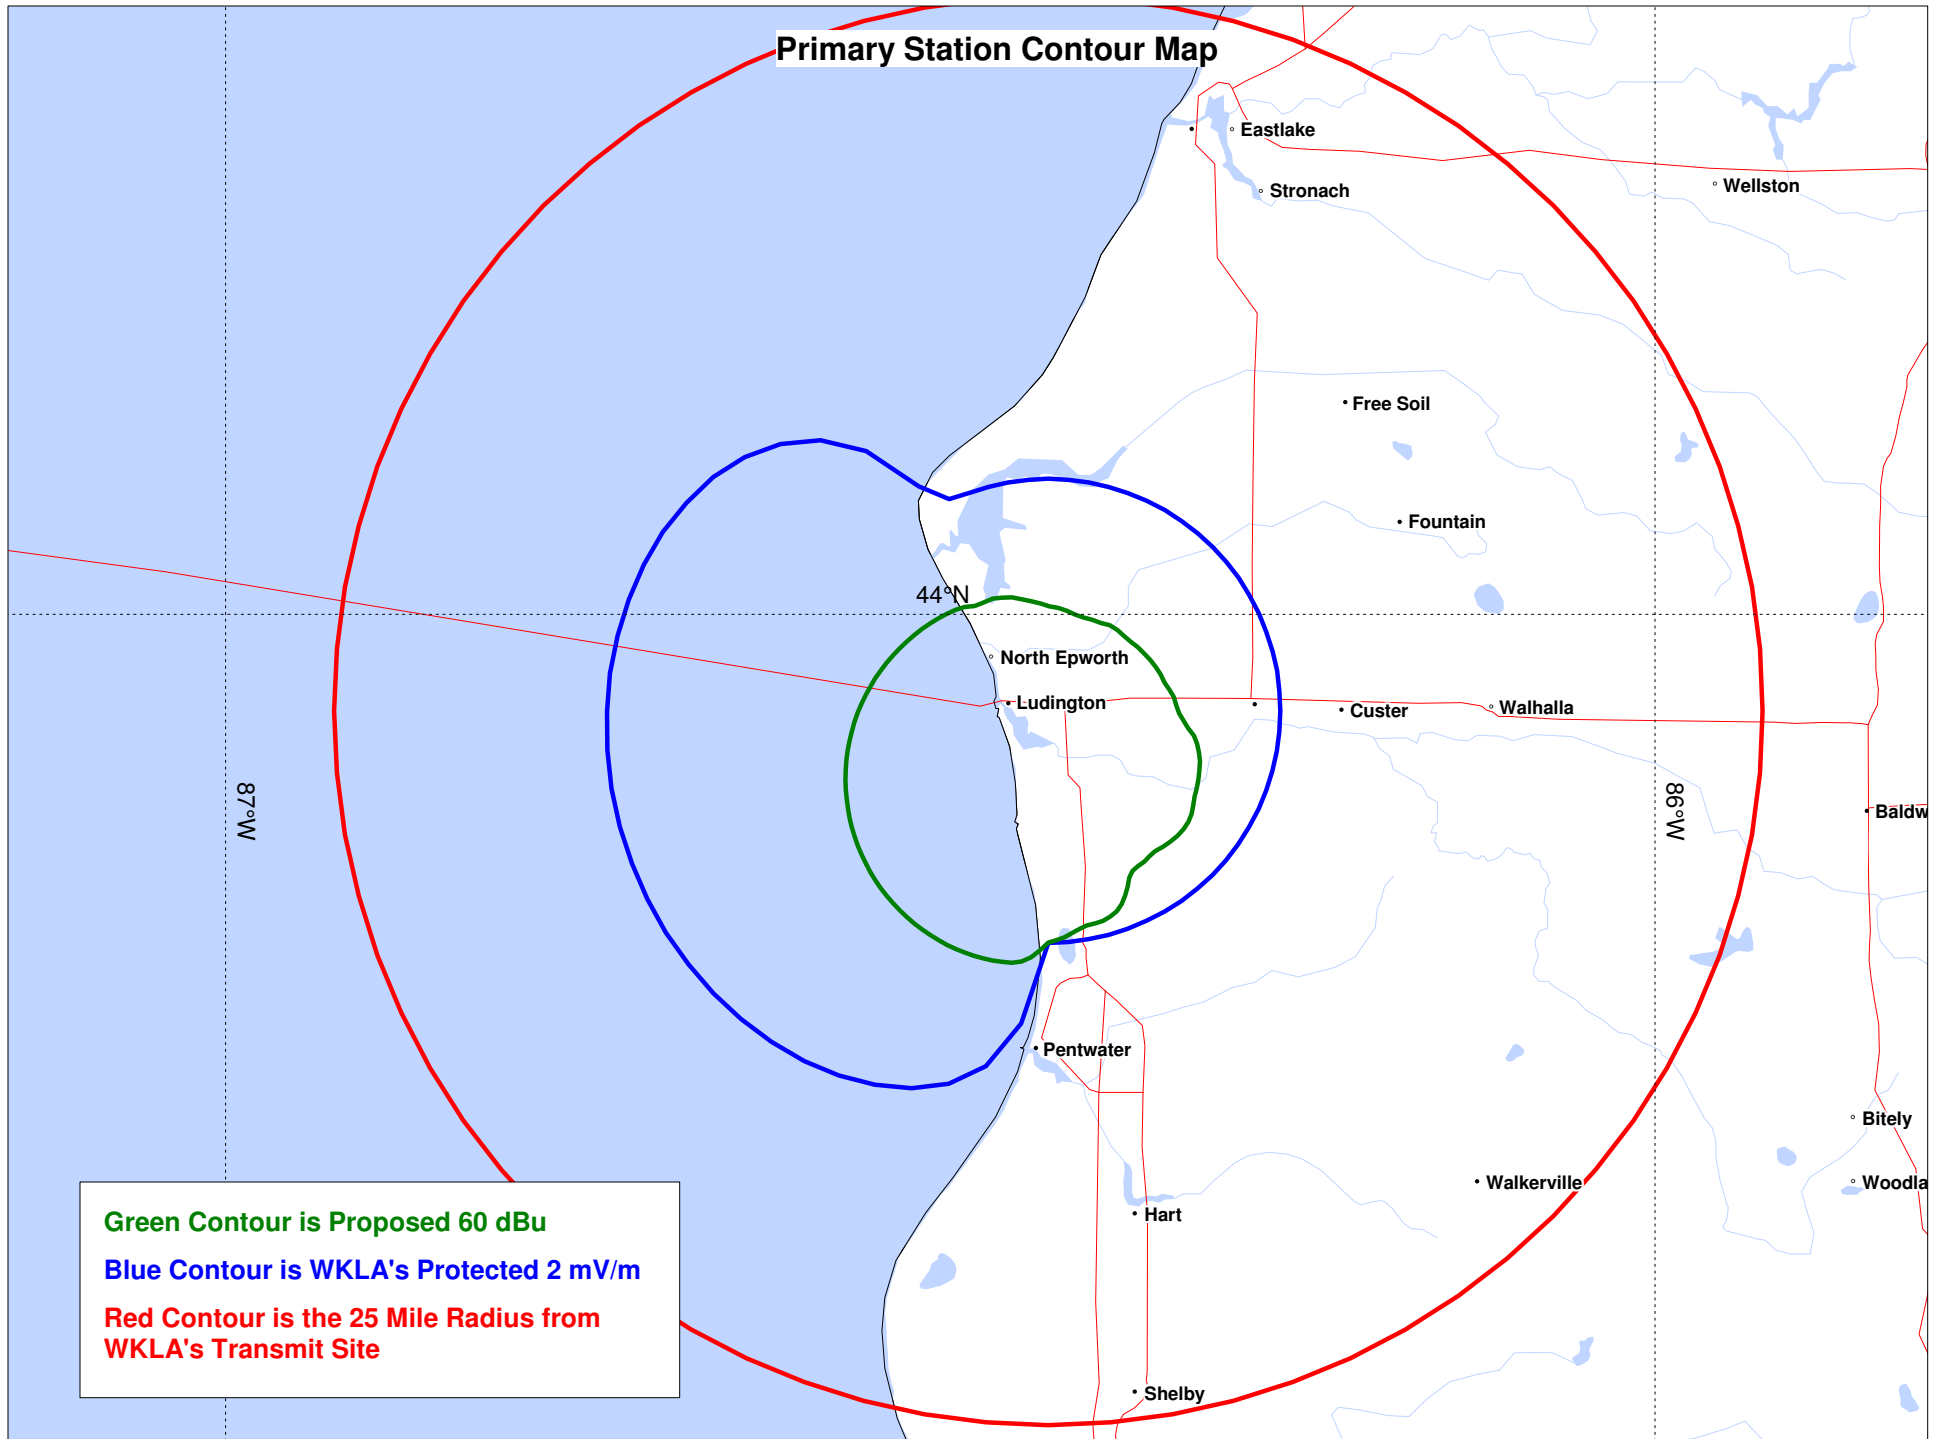 Primary Station Contour Map
Eastlake
Wellston
Stronach
Free Soil
Fountain
44°N
North Epworth
Ludington
Custer
Walhalla
87°W
86°W
Baldw
Pentwater
Bitely
Walkerville
Woodla
Hart
Green Contour is Proposed 60 dBu
Blue Contour is WKLA's Protected 2 mV/m
Red Contour is the 25 Mile Radius from
WKLA's Transmit Site
Shelby